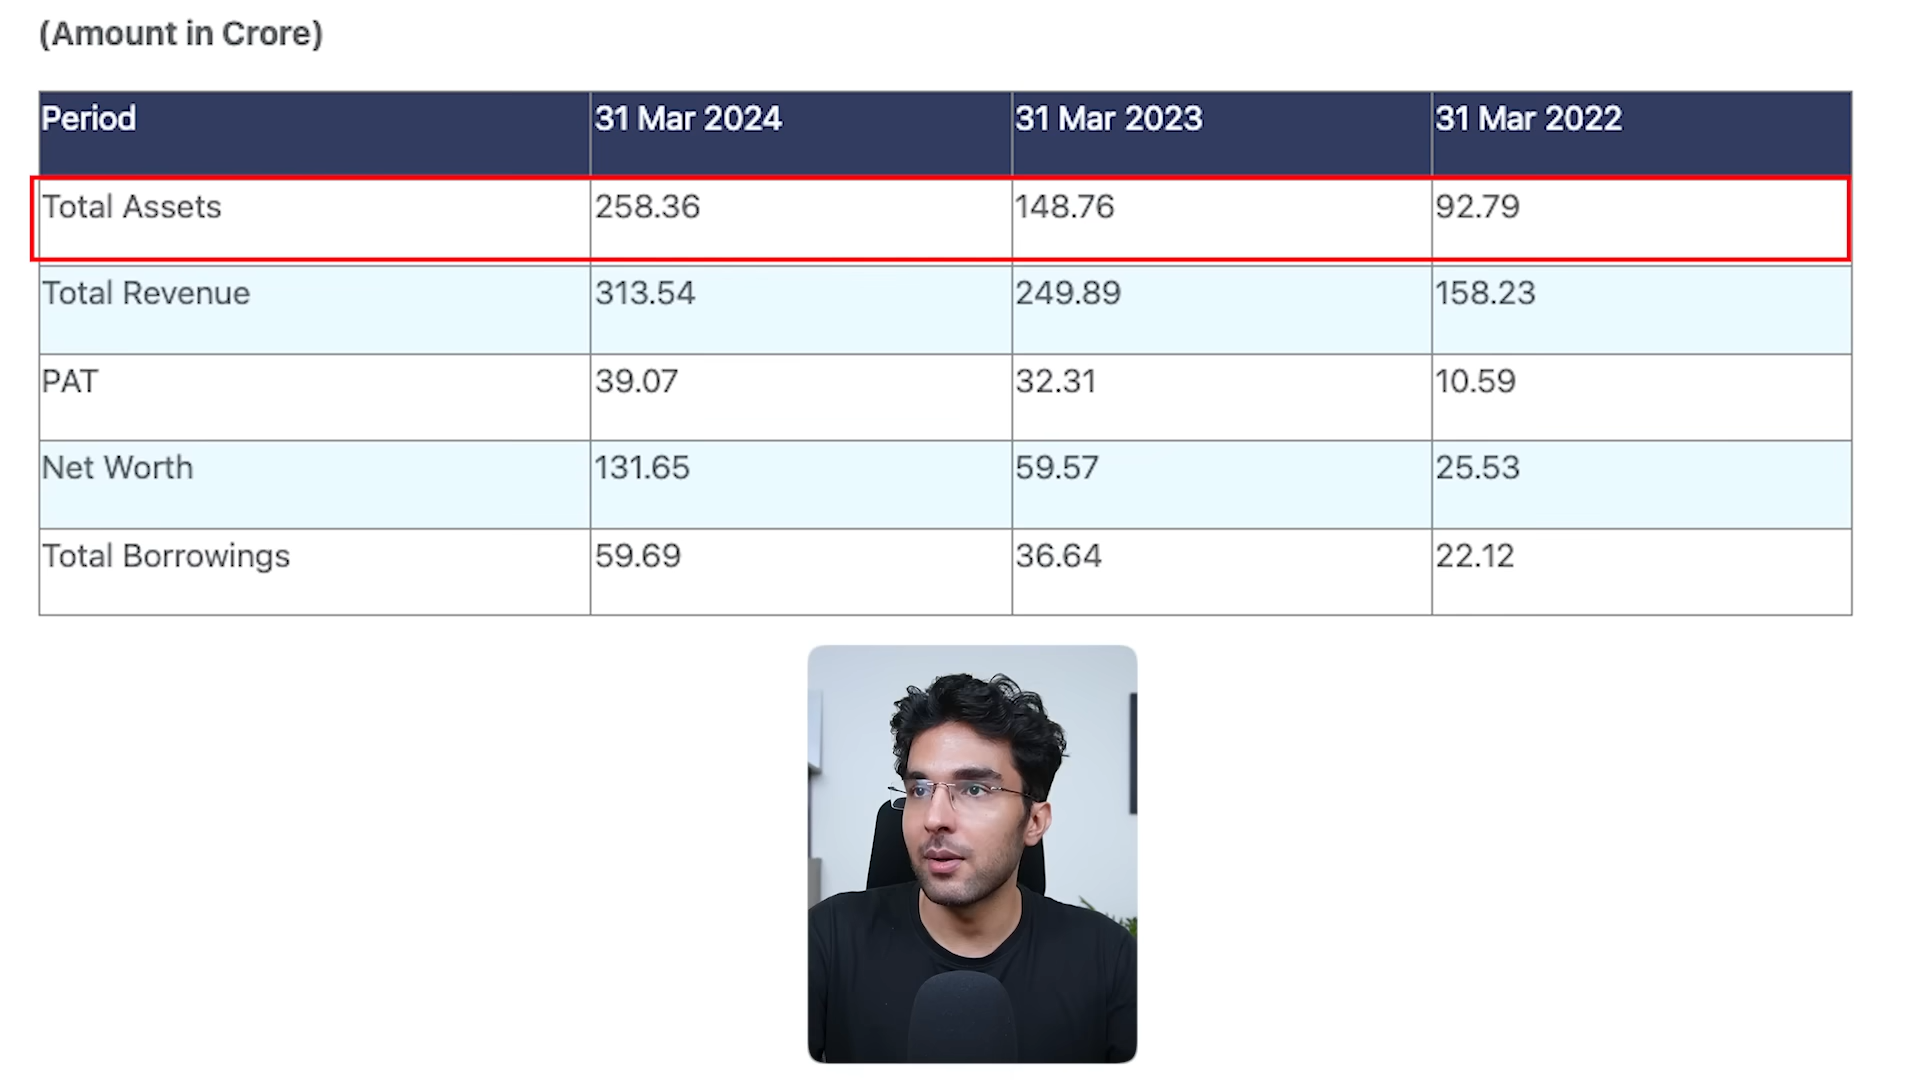 (Amount in Crore)
Period 31 Mar 2024 31 Mar 2023 31 Mar 2022
Total Assets 258.36 148.76 92.79
Total Revenue 313.54 249.89 158.23
PAT 39.07 32.31 10.59
Net Worth 131.65 59.57 25.53
Total Borrowings 59.69 36.64 22.12